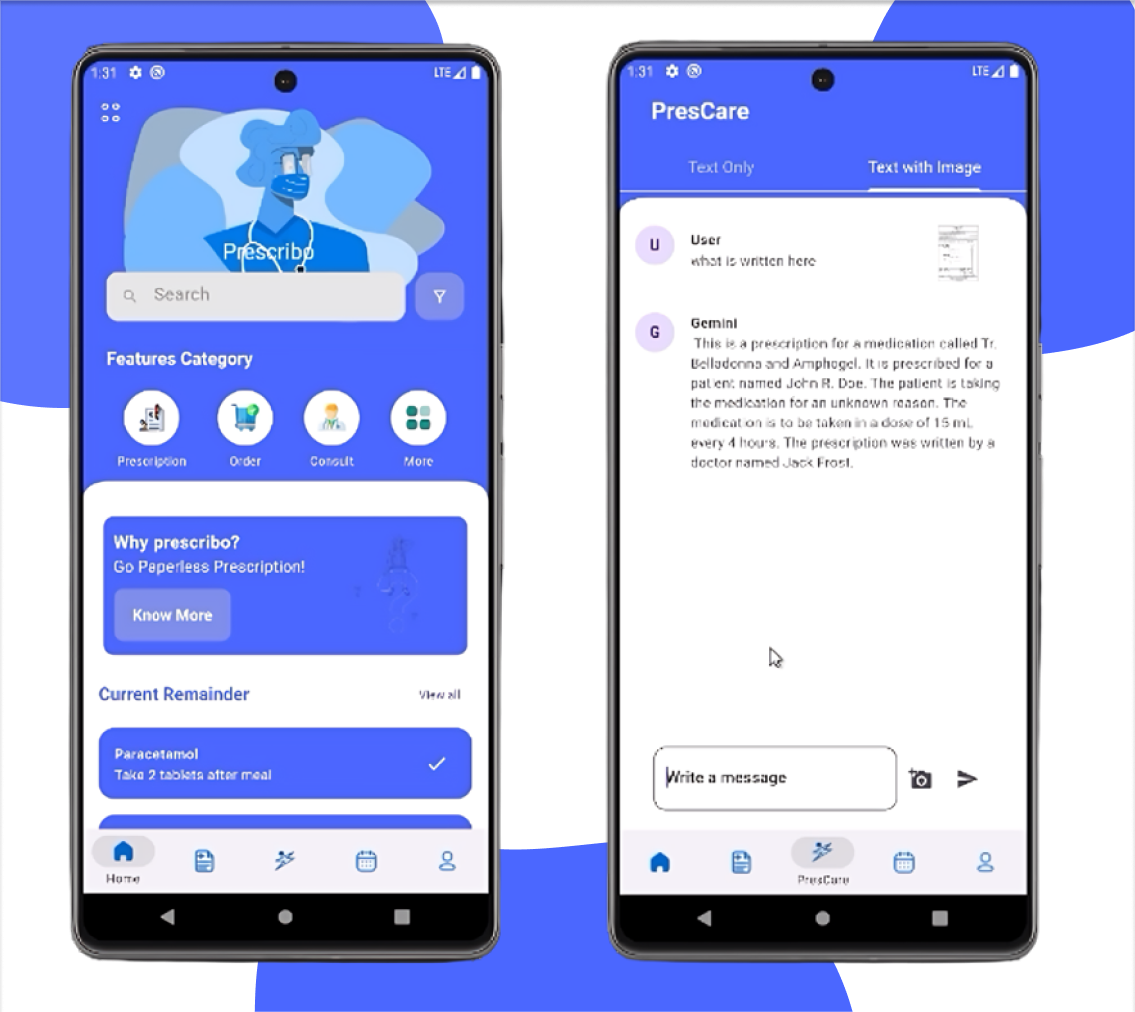 1:31
LTE
Prescribo
Search
Features Category
Prescription
Order
Consult
More
Why prescribo?
Go Paperless Prescription!
Know More
Current Remainder
View all
Paracetamol
Take 2 tablets after meal
Home
1:31
LTE
PresCare
Text Only
Text with Image
U
User
what is written here
G
Gemini
This is a prescription for a medication called Tr.
Belladonna and Amphogel. It is prescribed for a
patient named John R. Doe. The patient is taking
the medication for an unknown reason. The
medication is to be taken in a dose of 15 mL
every 4 hours. The prescription was written by a
doctor named Jack Frost.
Write a message
PresCare